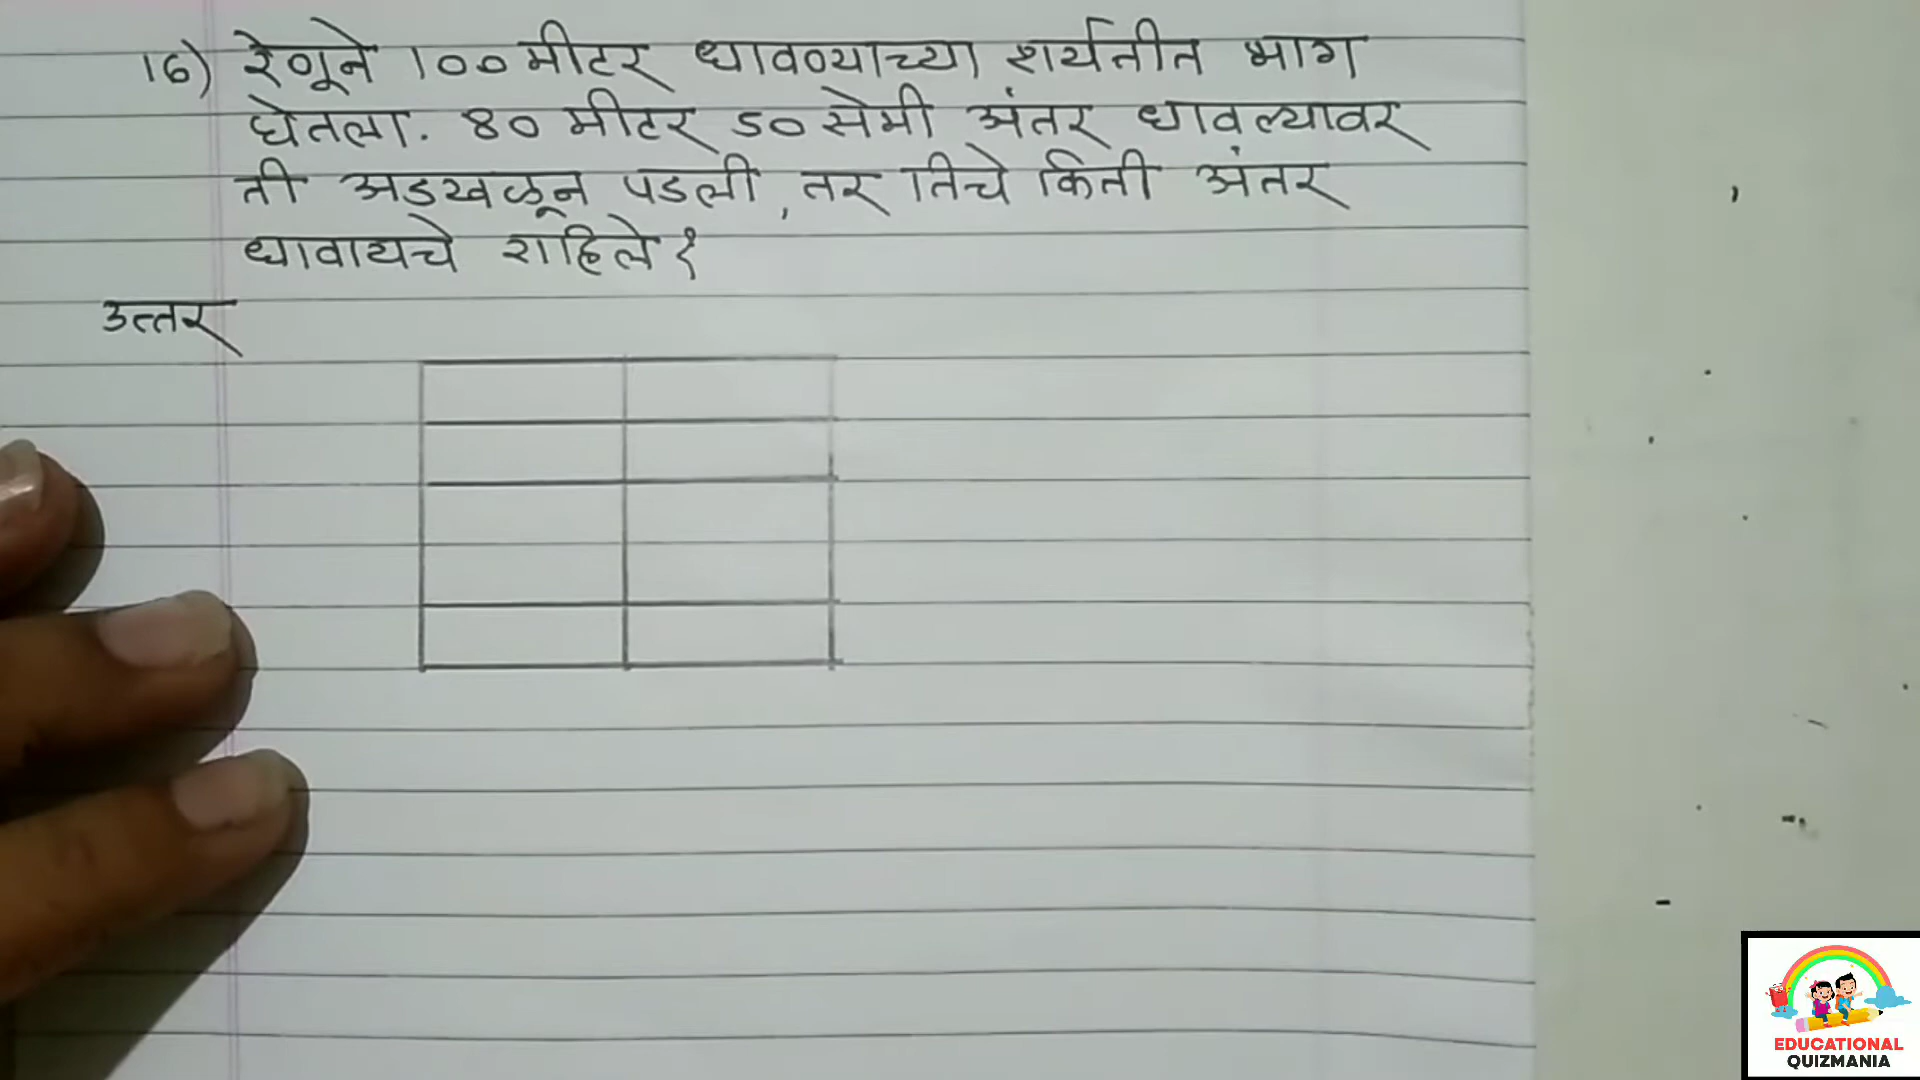 16) रेणूने 100 मीटर धावण्याच्या शर्यतीत भाग
घेतला. 80 मीटर 50 सेमी अंतर धावल्यावर
ती अडखळून पडली, तर तिचे किती अंतर
धावायचे राहिले?
उत्तर
EDUCATIONAL
QUIZMANIA